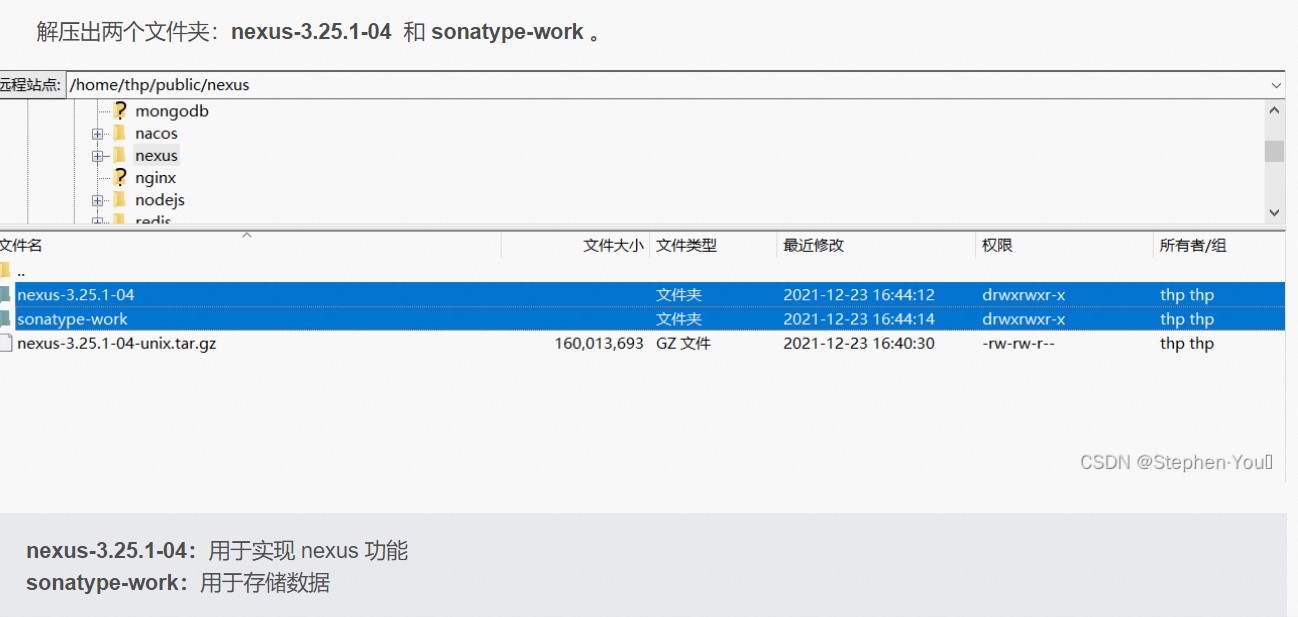 解压出两个文件夹：nexus-3.25.1-04 和 sonatype-work 。
远程站点: /home/thp/public/nexus
mongodb
nacos
nexus
nginx
nodejs
redis
文件名 文件大小 文件类型 最近修改 权限 所有者/组
..
nexus-3.25.1-04 文件夹 2021-12-23 16:44:12 drwxrwxr-x thp thp
sonatype-work 文件夹 2021-12-23 16:44:14 drwxrwxr-x thp thp
nexus-3.25.1-04-unix.tar.gz 160,013,693 GZ 文件 2021-12-23 16:40:30 -rw-rw-r-- thp thp
CSDN @Stephen·You
nexus-3.25.1-04：用于实现 nexus 功能
sonatype-work：用于存储数据